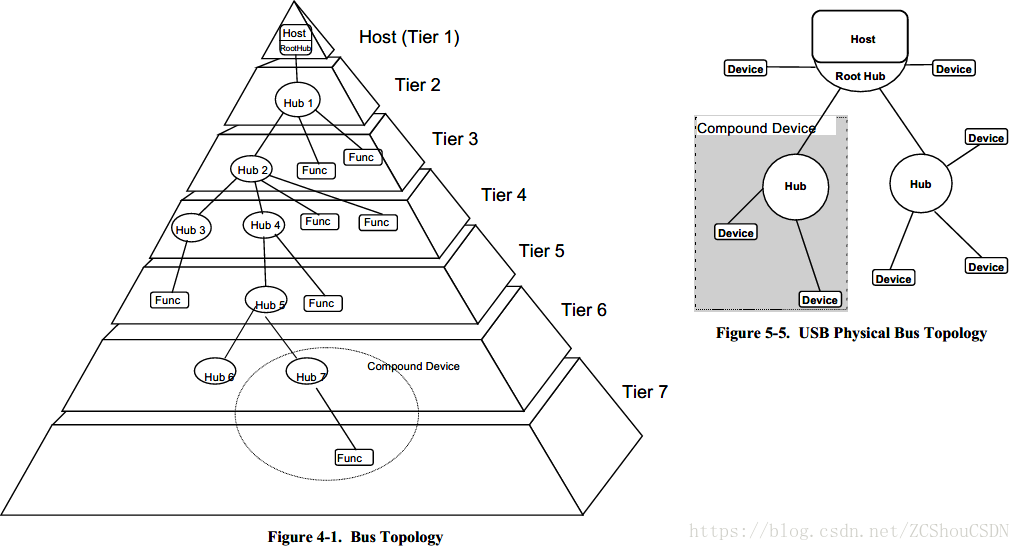 Host
RootHub
Host (Tier 1)
Tier 2
Hub 1
Tier 3
Hub 2
Func
Func
Tier 4
Hub 3
Hub 4
Func
Func
Tier 5
Func
Hub 5
Func
Tier 6
Hub 6
Hub 7
Compound Device
Tier 7
Func
Figure 4-1. Bus Topology
Host
Root Hub
Device
Device
Compound Device
Hub
Device
Device
Hub
Device
Device
Device
Figure 5-5. USB Physical Bus Topology
https://blog.csdn.net/ZCShouCSDN